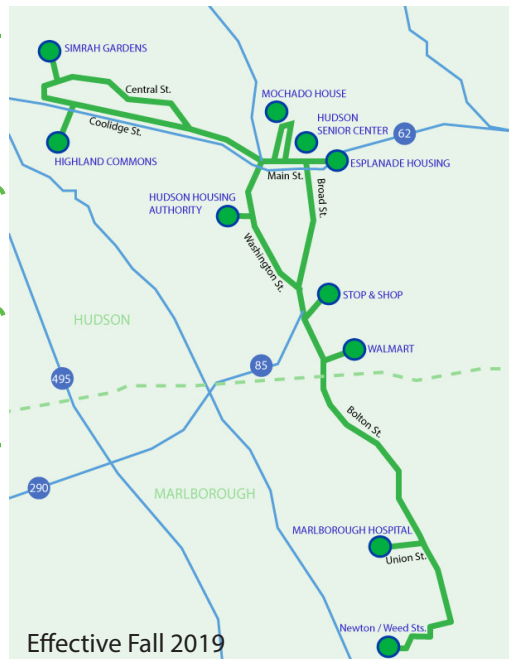 SIMRAH GARDENS
Central St.
MOCHADO HOUSE
HUDSON
SENIOR CENTER
62
Coolidge St.
HIGHLAND COMMONS
Main St.
ESPLANADE HOUSING
HUDSON HOUSING
AUTHORITY
Broad St.
Washington St.
STOP & SHOP
HUDSON
WALMART
85
495
Bolton St.
290
MARLBOROUGH
MARLBOROUGH HOSPITAL
Union St.
Newton / Weed Sts.
Effective Fall 2019